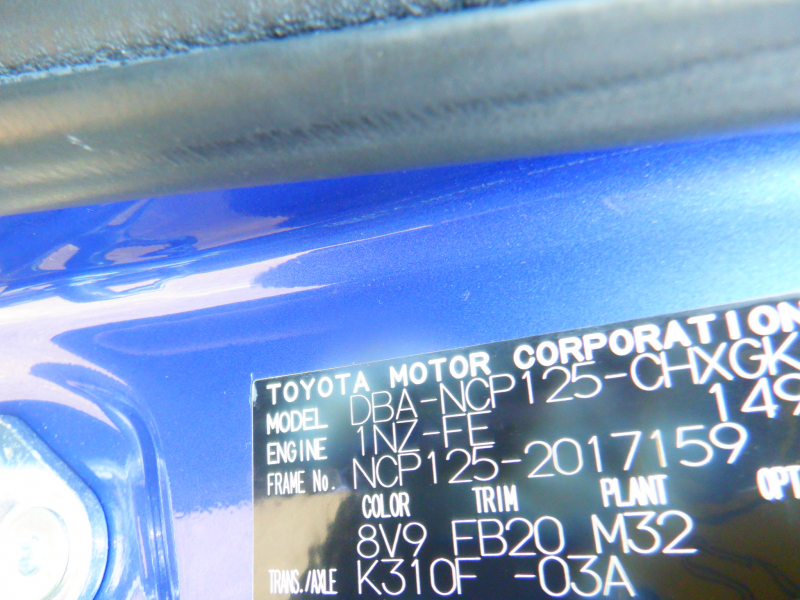 TOYOTA MOTOR CORPORATION
MODEL DBA-NCP125-CHXGK
ENGINE 1NZ-FE 149
FRAME No. NCP125-2017159
COLOR TRIM PLANT OPT
8V9 FB20 M32
TRANS./AXLE K310F -03A